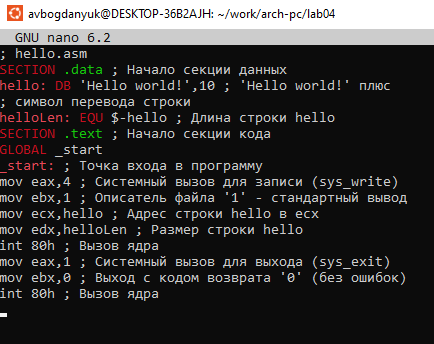 avbogdanyuk@DESKTOP-36B2AJH: ~/work/arch-pc/lab04
GNU nano 6.2
; hello.asm
SECTION .data ; Начало секции данных
hello: DB 'Hello world!',10 ; 'Hello world!' плюс
; символ перевода строки
helloLen: EQU $-hello ; Длина строки hello
SECTION .text ; Начало секции кода
GLOBAL _start
_start: ; Точка входа в программу
mov eax,4 ; Системный вызов для записи (sys_write)
mov ebx,1 ; Описатель файла '1' - стандартный вывод
mov ecx,hello ; Адрес строки hello в ecx
mov edx,helloLen ; Размер строки hello
int 80h ; Вызов ядра
mov eax,1 ; Системный вызов для выхода (sys_exit)
mov ebx,0 ; Выход с кодом возврата '0' (без ошибок)
int 80h ; Вызов ядра